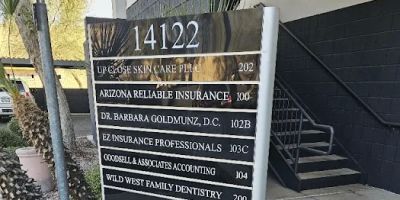 14122
UP CLOSE SKIN CARE PLLC 202
ARIZONA RELIABLE INSURANCE 100
DR. BARBARA GOLDMUNZ, D.C. 102B
EZ INSURANCE PROFESSIONALS 103C
GOODSELL & ASSOCIATES ACCOUNTING 104
WILD WEST FAMILY DENTISTRY 200